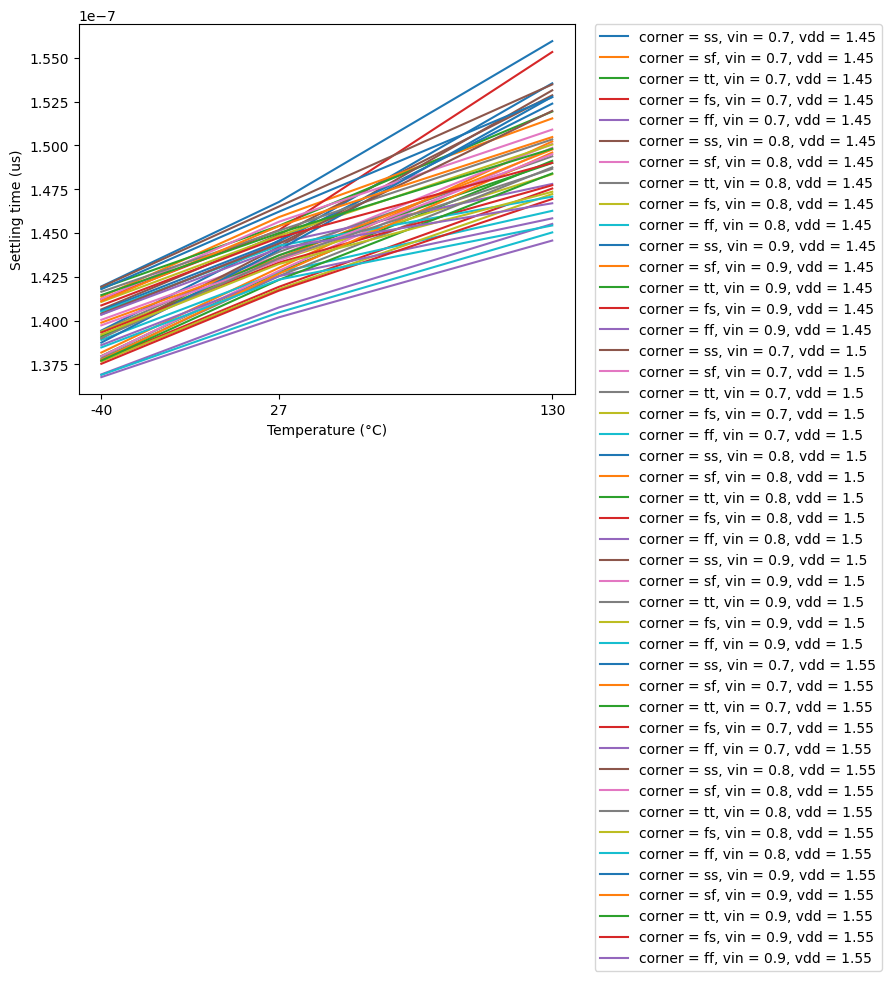 1e−7
1.550
1.525
1.500
1.475
1.450
1.425
1.400
1.375
Settling time (us)
-40
27
130
Temperature (°C)
corner = ss, vin = 0.7, vdd = 1.45
corner = sf, vin = 0.7, vdd = 1.45
corner = tt, vin = 0.7, vdd = 1.45
corner = fs, vin = 0.7, vdd = 1.45
corner = ff, vin = 0.7, vdd = 1.45
corner = ss, vin = 0.8, vdd = 1.45
corner = sf, vin = 0.8, vdd = 1.45
corner = tt, vin = 0.8, vdd = 1.45
corner = fs, vin = 0.8, vdd = 1.45
corner = ff, vin = 0.8, vdd = 1.45
corner = ss, vin = 0.9, vdd = 1.45
corner = sf, vin = 0.9, vdd = 1.45
corner = tt, vin = 0.9, vdd = 1.45
corner = fs, vin = 0.9, vdd = 1.45
corner = ff, vin = 0.9, vdd = 1.45
corner = ss, vin = 0.7, vdd = 1.5
corner = sf, vin = 0.7, vdd = 1.5
corner = tt, vin = 0.7, vdd = 1.5
corner = fs, vin = 0.7, vdd = 1.5
corner = ff, vin = 0.7, vdd = 1.5
corner = ss, vin = 0.8, vdd = 1.5
corner = sf, vin = 0.8, vdd = 1.5
corner = tt, vin = 0.8, vdd = 1.5
corner = fs, vin = 0.8, vdd = 1.5
corner = ff, vin = 0.8, vdd = 1.5
corner = ss, vin = 0.9, vdd = 1.5
corner = sf, vin = 0.9, vdd = 1.5
corner = tt, vin = 0.9, vdd = 1.5
corner = fs, vin = 0.9, vdd = 1.5
corner = ff, vin = 0.9, vdd = 1.5
corner = ss, vin = 0.7, vdd = 1.55
corner = sf, vin = 0.7, vdd = 1.55
corner = tt, vin = 0.7, vdd = 1.55
corner = fs, vin = 0.7, vdd = 1.55
corner = ff, vin = 0.7, vdd = 1.55
corner = ss, vin = 0.8, vdd = 1.55
corner = sf, vin = 0.8, vdd = 1.55
corner = tt, vin = 0.8, vdd = 1.55
corner = fs, vin = 0.8, vdd = 1.55
corner = ff, vin = 0.8, vdd = 1.55
corner = ss, vin = 0.9, vdd = 1.55
corner = sf, vin = 0.9, vdd = 1.55
corner = tt, vin = 0.9, vdd = 1.55
corner = fs, vin = 0.9, vdd = 1.55
corner = ff, vin = 0.9, vdd = 1.55